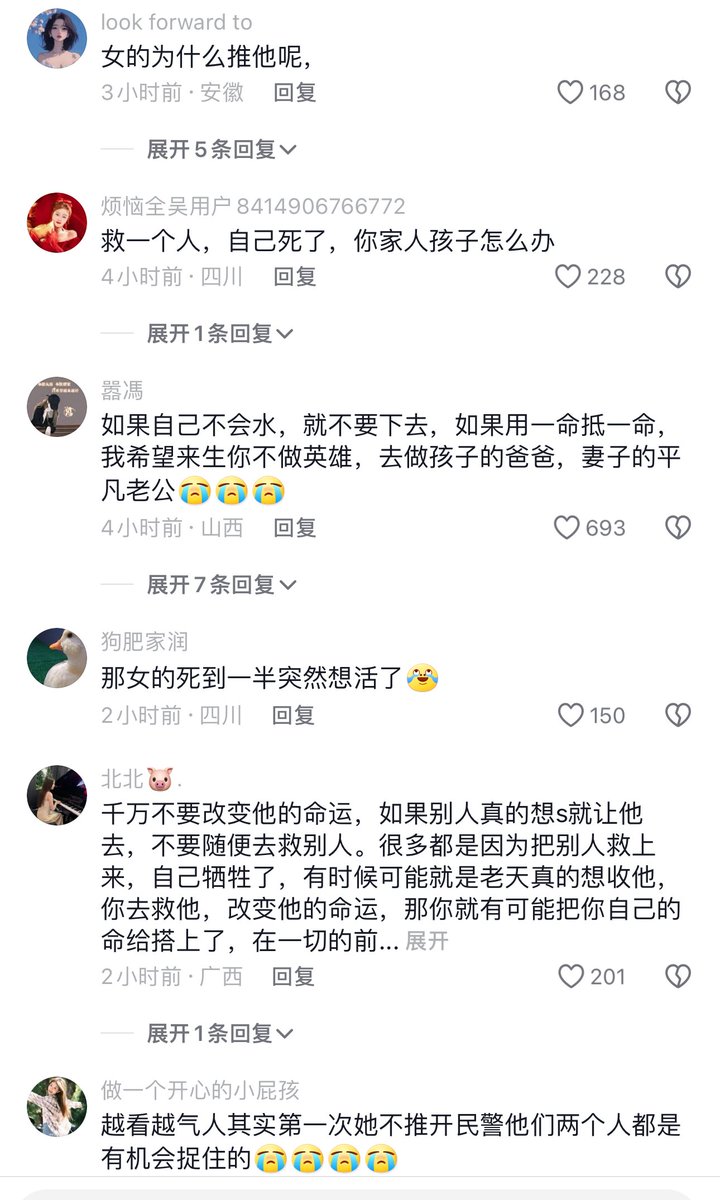 look forward to
女的为什么推他呢，
3小时前·安徽 回复 168
展开5条回复
烦恼全吴用户8414906766772
救一个人，自己死了，你家人孩子怎么办
4小时前·四川 回复 228
展开1条回复
嚣馮
如果自己不会水，就不要下去，如果用一命抵一命，
我希望来生你不做英雄，去做孩子的爸爸，妻子的平
凡老公😭😭😭
4小时前·山西 回复 693
展开7条回复
狗肥家润
那女的死到一半突然想活了😂
2小时前·四川 回复 150
北北🐷.
千万不要改变他的命运，如果别人真的想s就让他
去，不要随便去救别人。很多都是因为把别人救上
来，自己牺牲了，有时候可能就是老天真的想收他，
你去救他，改变他的命运，那你就有可能把你自己的
命给搭上了，在一切的前... 展开
2小时前·广西 回复 201
展开1条回复
做一个开心的小屁孩
越看越气人其实第一次她不推开民警他们两个人都是
有机会捉住的😭😭😭😭